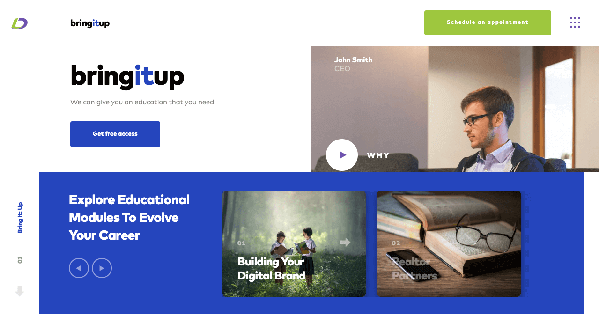 bringitup
Schedule an appointment
bringitup
We can give you an education that you need
Get free access
John Smith
CEO
WHY
Bring It Up
03
Explore Educational
Modules To Evolve
Your Career
01
Building Your
Digital Brand
01
Realtor
Partners